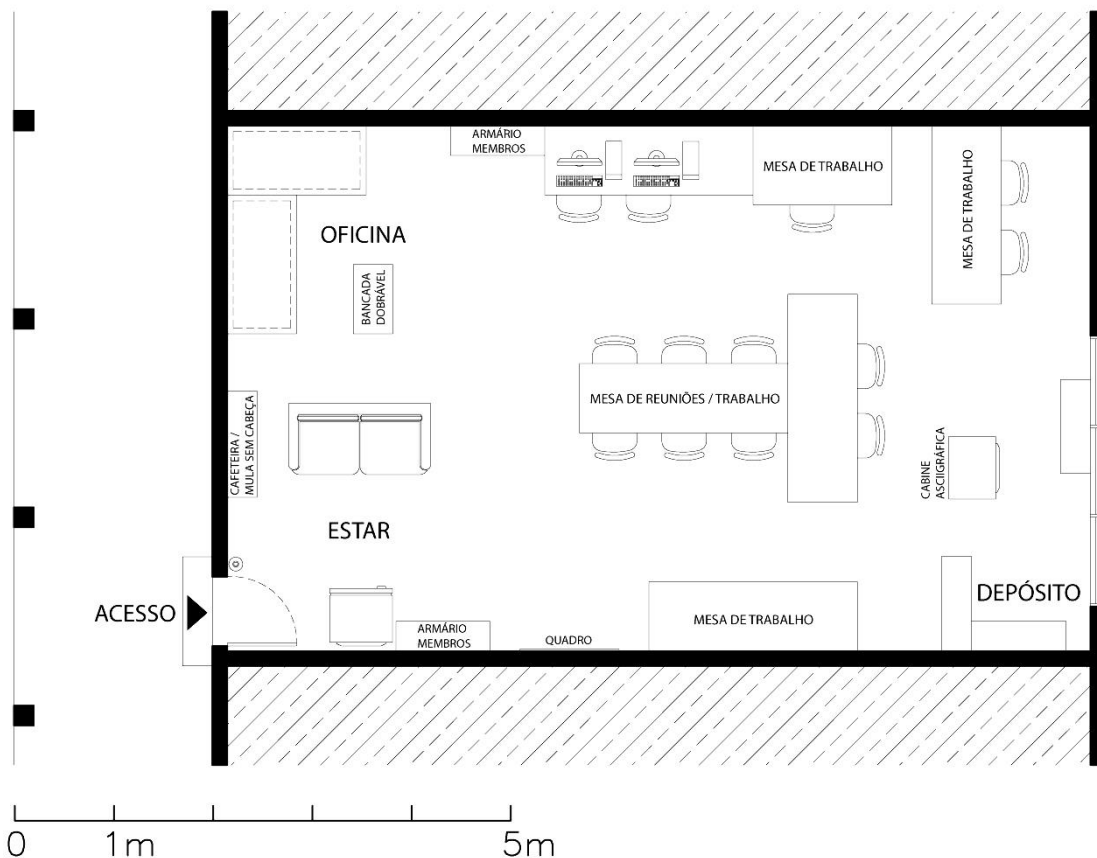 ARMÁRIO
MEMBROS
MESA DE TRABALHO
MESA DE TRABALHO
OFICINA
BANCADA
DOBRÁVEL
MESA DE REUNIÕES / TRABALHO
CAFETEIRA /
MULA SEM CABEÇA
CABINE
ASCIIGRÁFICA
ESTAR
DEPÓSITO
ACESSO
ARMÁRIO
MEMBROS
QUADRO
MESA DE TRABALHO
0 1m 5m